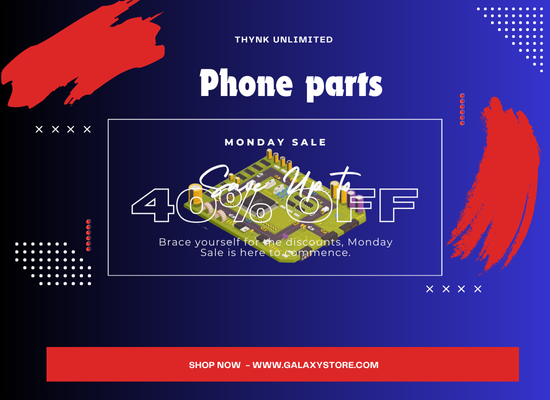 THYNK UNLIMITED
Phone parts
MONDAY SALE
Save Up to
40% OFF
Brace yourself for the discounts, Monday
Sale is here to commence.
SHOP NOW - WWW.GALAXYSTORE.COM